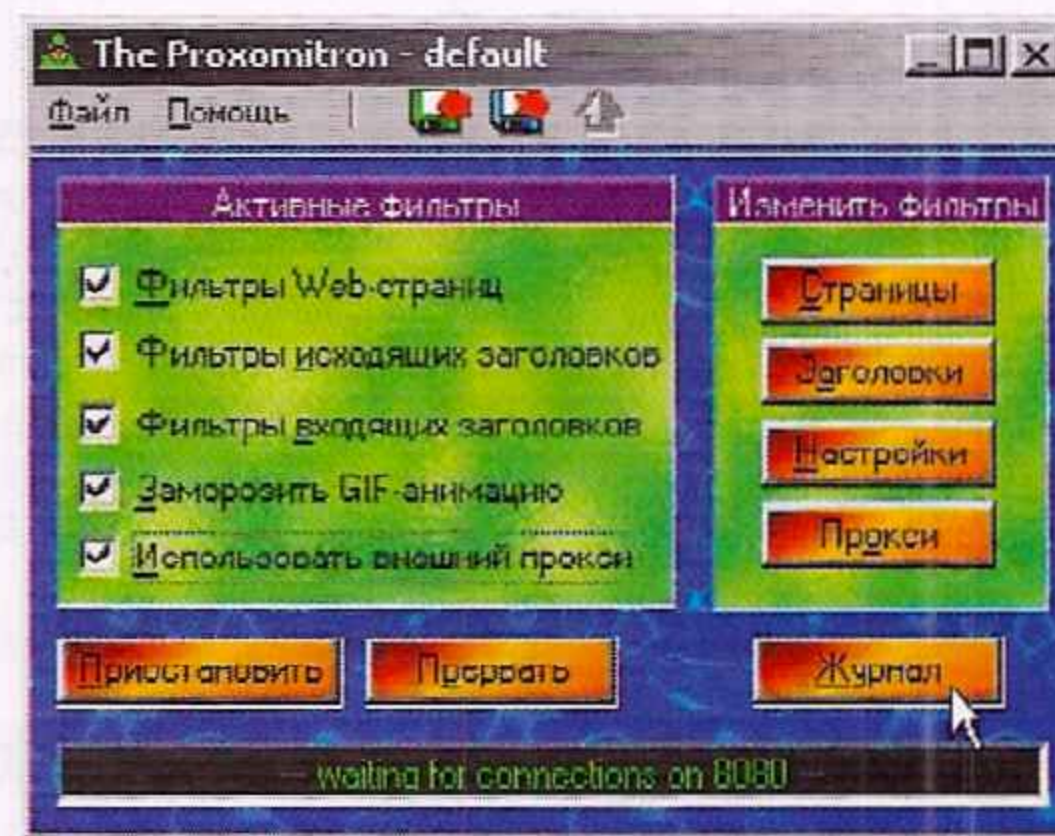 The Proxomitron - default
Файл Помощь
Активные фильтры
Фильтры Web-страниц
Фильтры исходящих заголовков
Фильтры входящих заголовков
Заморозить GIF-анимацию
Использовать внешний прокси
Изменить фильтры
Страницы
Заголовки
Настройки
Прокси
Приостановить Прервать Журнал
waiting for connections on 8080